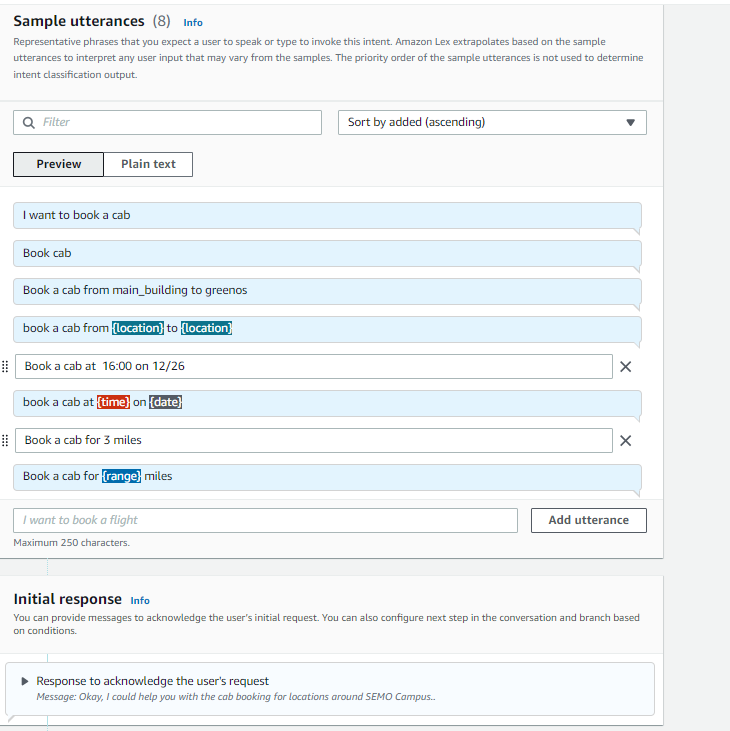 Sample utterances (8) Info
Representative phrases that you expect a user to speak or type to invoke this intent. Amazon Lex extrapolates based on the sample
utterances to interpret any user input that may vary from the samples. The priority order of the sample utterances is not used to determine
intent classification output.
Filter
Sort by added (ascending)
Preview
Plain text
I want to book a cab
Book cab
Book a cab from main_building to greenos
book a cab from {location} to {location}
Book a cab at  16:00 on 12/26
book a cab at {time} on {date}
Book a cab for 3 miles
Book a cab for {range} miles
I want to book a flight
Add utterance
Maximum 250 characters.
Initial response Info
You can provide messages to acknowledge the user's initial request. You can also configure next step in the conversation and branch based
on conditions.
Response to acknowledge the user's request
Message: Okay, I could help you with the cab booking for locations around SEMO Campus..